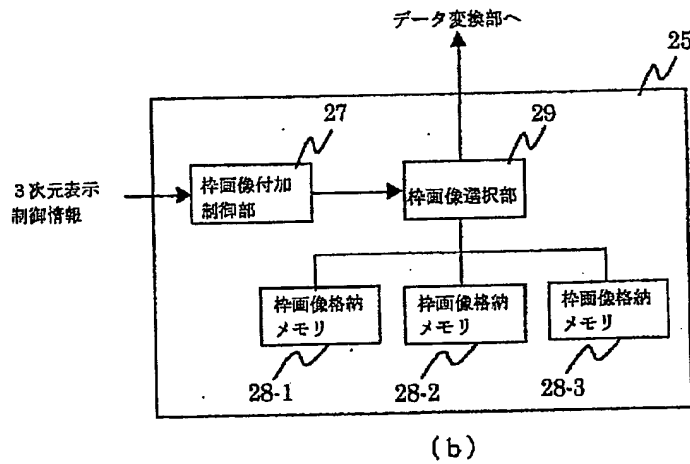 データ変換部へ
25
27
29
3次元表示
制御情報
枠画像付加
制御部
枠画像選択部
枠画像格納
メモリ
枠画像格納
メモリ
枠画像格納
メモリ
28-1
28-2
28-3
(b)